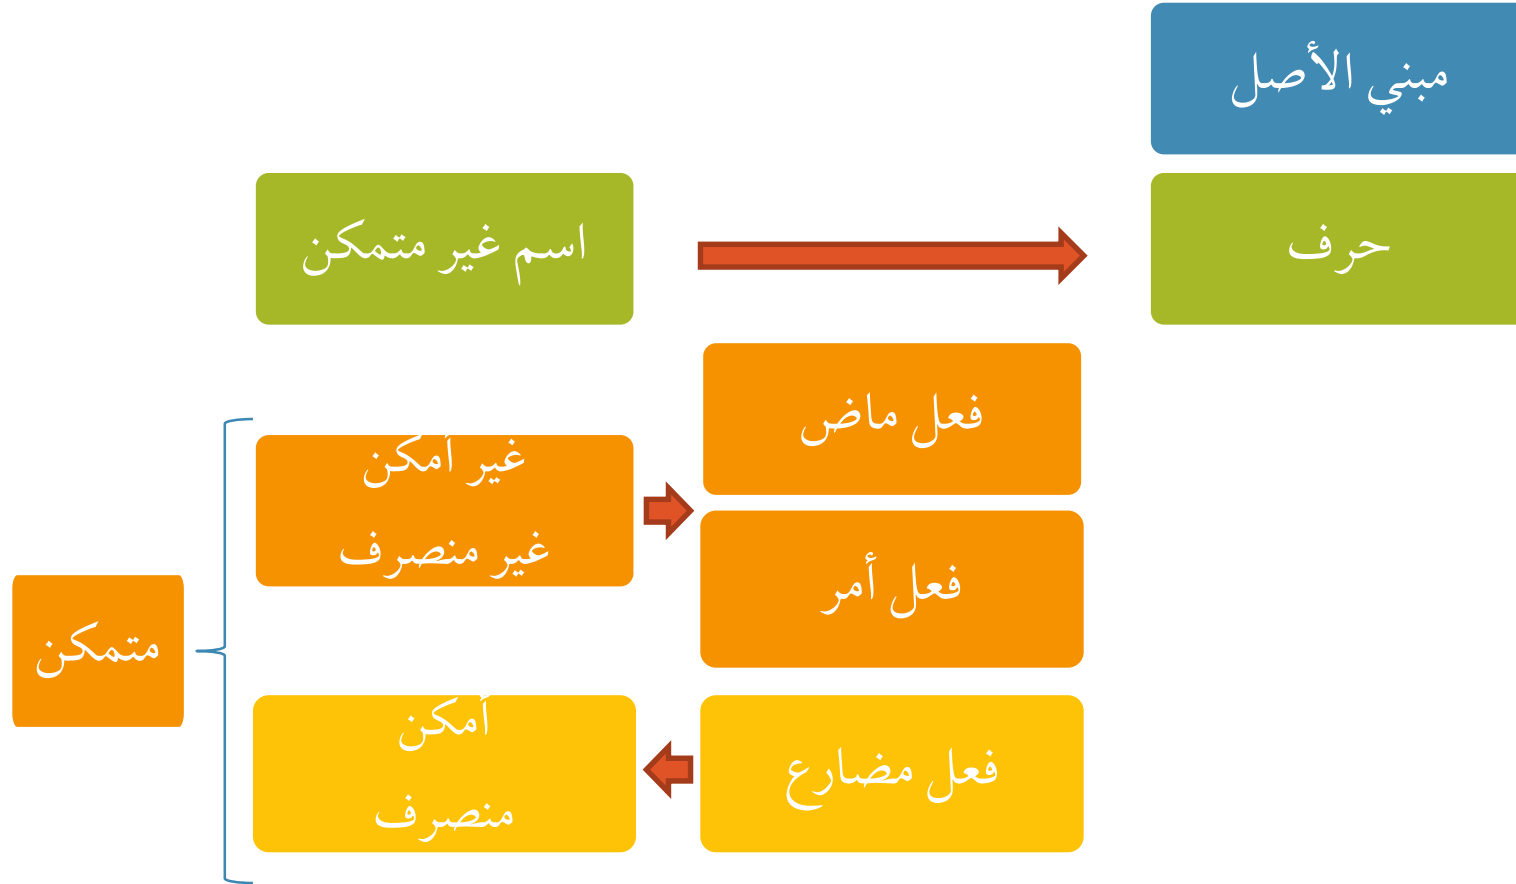 مبني الأصل
حرف
اسم غير متمكن
فعل ماض
غير أمكن
غير منصرف
فعل أمر
متمكن
فعل مضارع
أمكن
منصرف